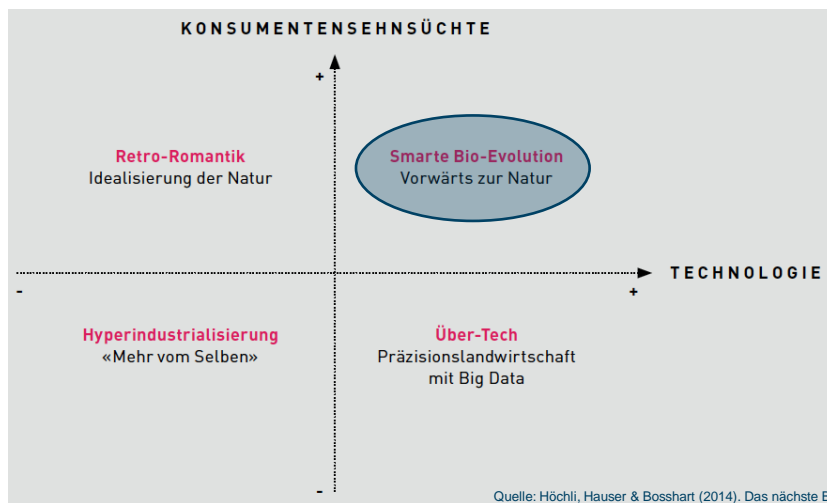 KONSUMENTENSEHNSÜCHTE
+
Retro-Romantik
Idealisierung der Natur
Smarte Bio-Evolution
Vorwärts zur Natur
TECHNOLOGIE
-
+
Hyperindustrialisierung
«Mehr vom Selben»
Über-Tech
Präzisionslandwirtschaft
mit Big Data
-
Quelle: Höchli, Hauser & Bosshart (2014). Das nächste